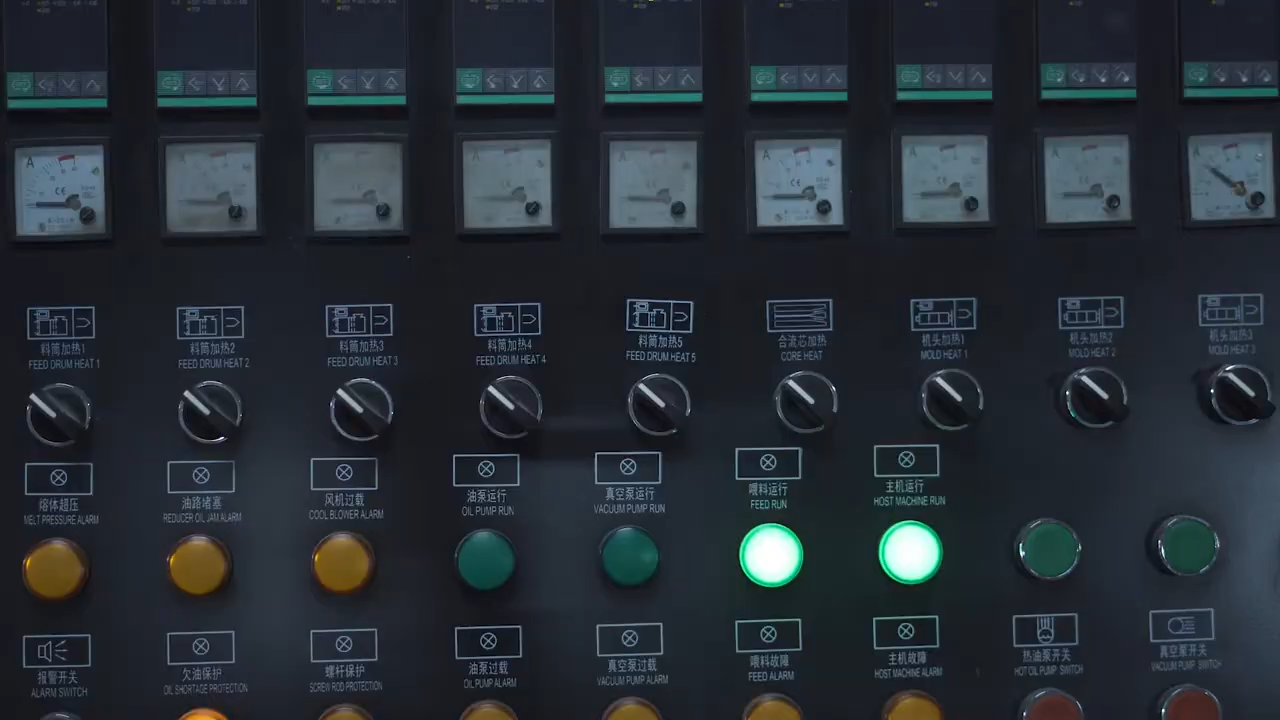 A
A
A
A
A
A
A
A
A
CE
CE
料筒加热1
FEED DRUM HEAT 1
料筒加热2
FEED DRUM HEAT 2
料筒加热3
FEED DRUM HEAT 3
料筒加热4
FEED DRUM HEAT 4
料筒加热5
FEED DRUM HEAT 5
合流芯加热
CORE HEAT
机头加热1
MOLD HEAT 1
机头加热2
MOLD HEAT 2
机头加热3
MOLD HEAT 3
熔体超压
MELT PRESSURE ALARM
油路堵塞
REDUCER OIL JAM ALARM
风机过载
COOL BLOWER ALARM
油泵运行
OIL PUMP RUN
真空泵运行
VACUUM PUMP RUN
喂料运行
FEED RUN
主机运行
HOST MACHINE RUN
报警开关
ALARM SWITCH
欠油保护
OIL SHORTAGE PROTECTION
螺杆保护
SCREW ROD PROTECTION
油泵过载
OIL PUMP ALARM
真空泵过载
VACUUM PUMP ALARM
喂料故障
FEED ALARM
主机故障
HOST MACHINE ALARM
热油泵开关
HOT OIL PUMP SWITCH
真空泵开关
VACUUM PUMP SWITCH